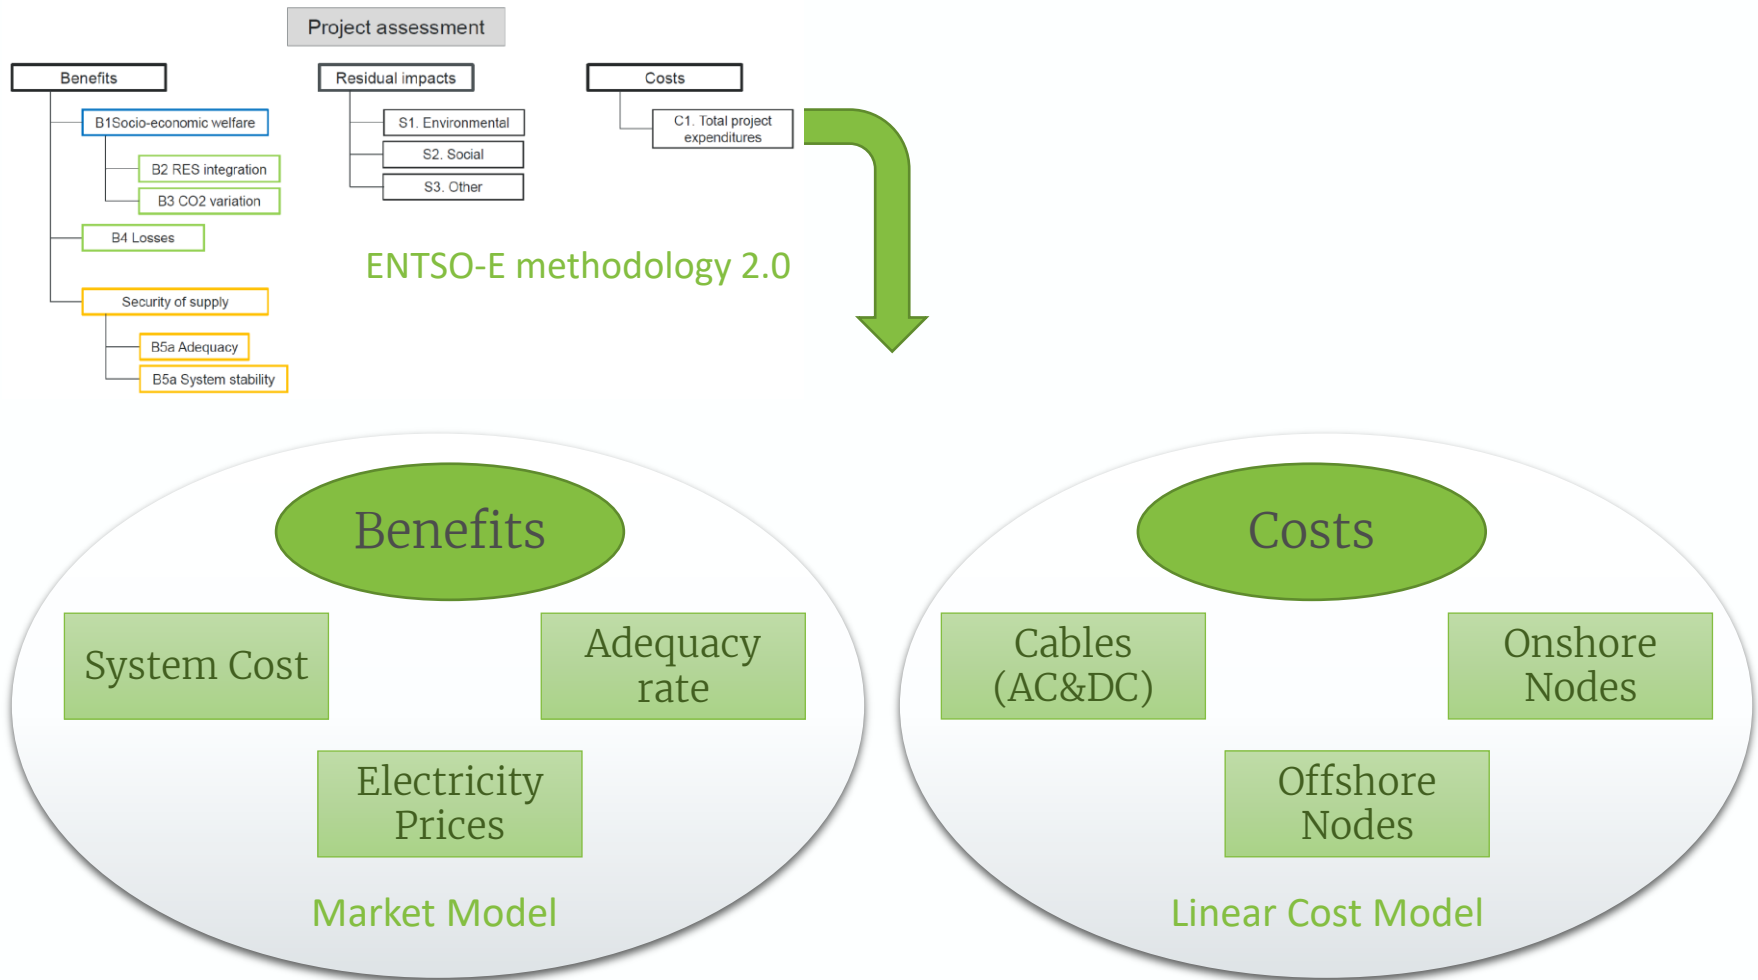 Project assessment
Benefits
B1Socio-economic welfare
B2 RES integration
B3 CO2 variation
B4 Losses
Security of supply
B5a Adequacy
B5a System stability
Residual impacts
S1. Environmental
S2. Social
S3. Other
Costs
C1. Total project
expenditures
ENTSO-E methodology 2.0
Benefits
System Cost
Adequacy
rate
Electricity
Prices
Market Model
Costs
Cables
(AC&DC)
Onshore
Nodes
Offshore
Nodes
Linear Cost Model